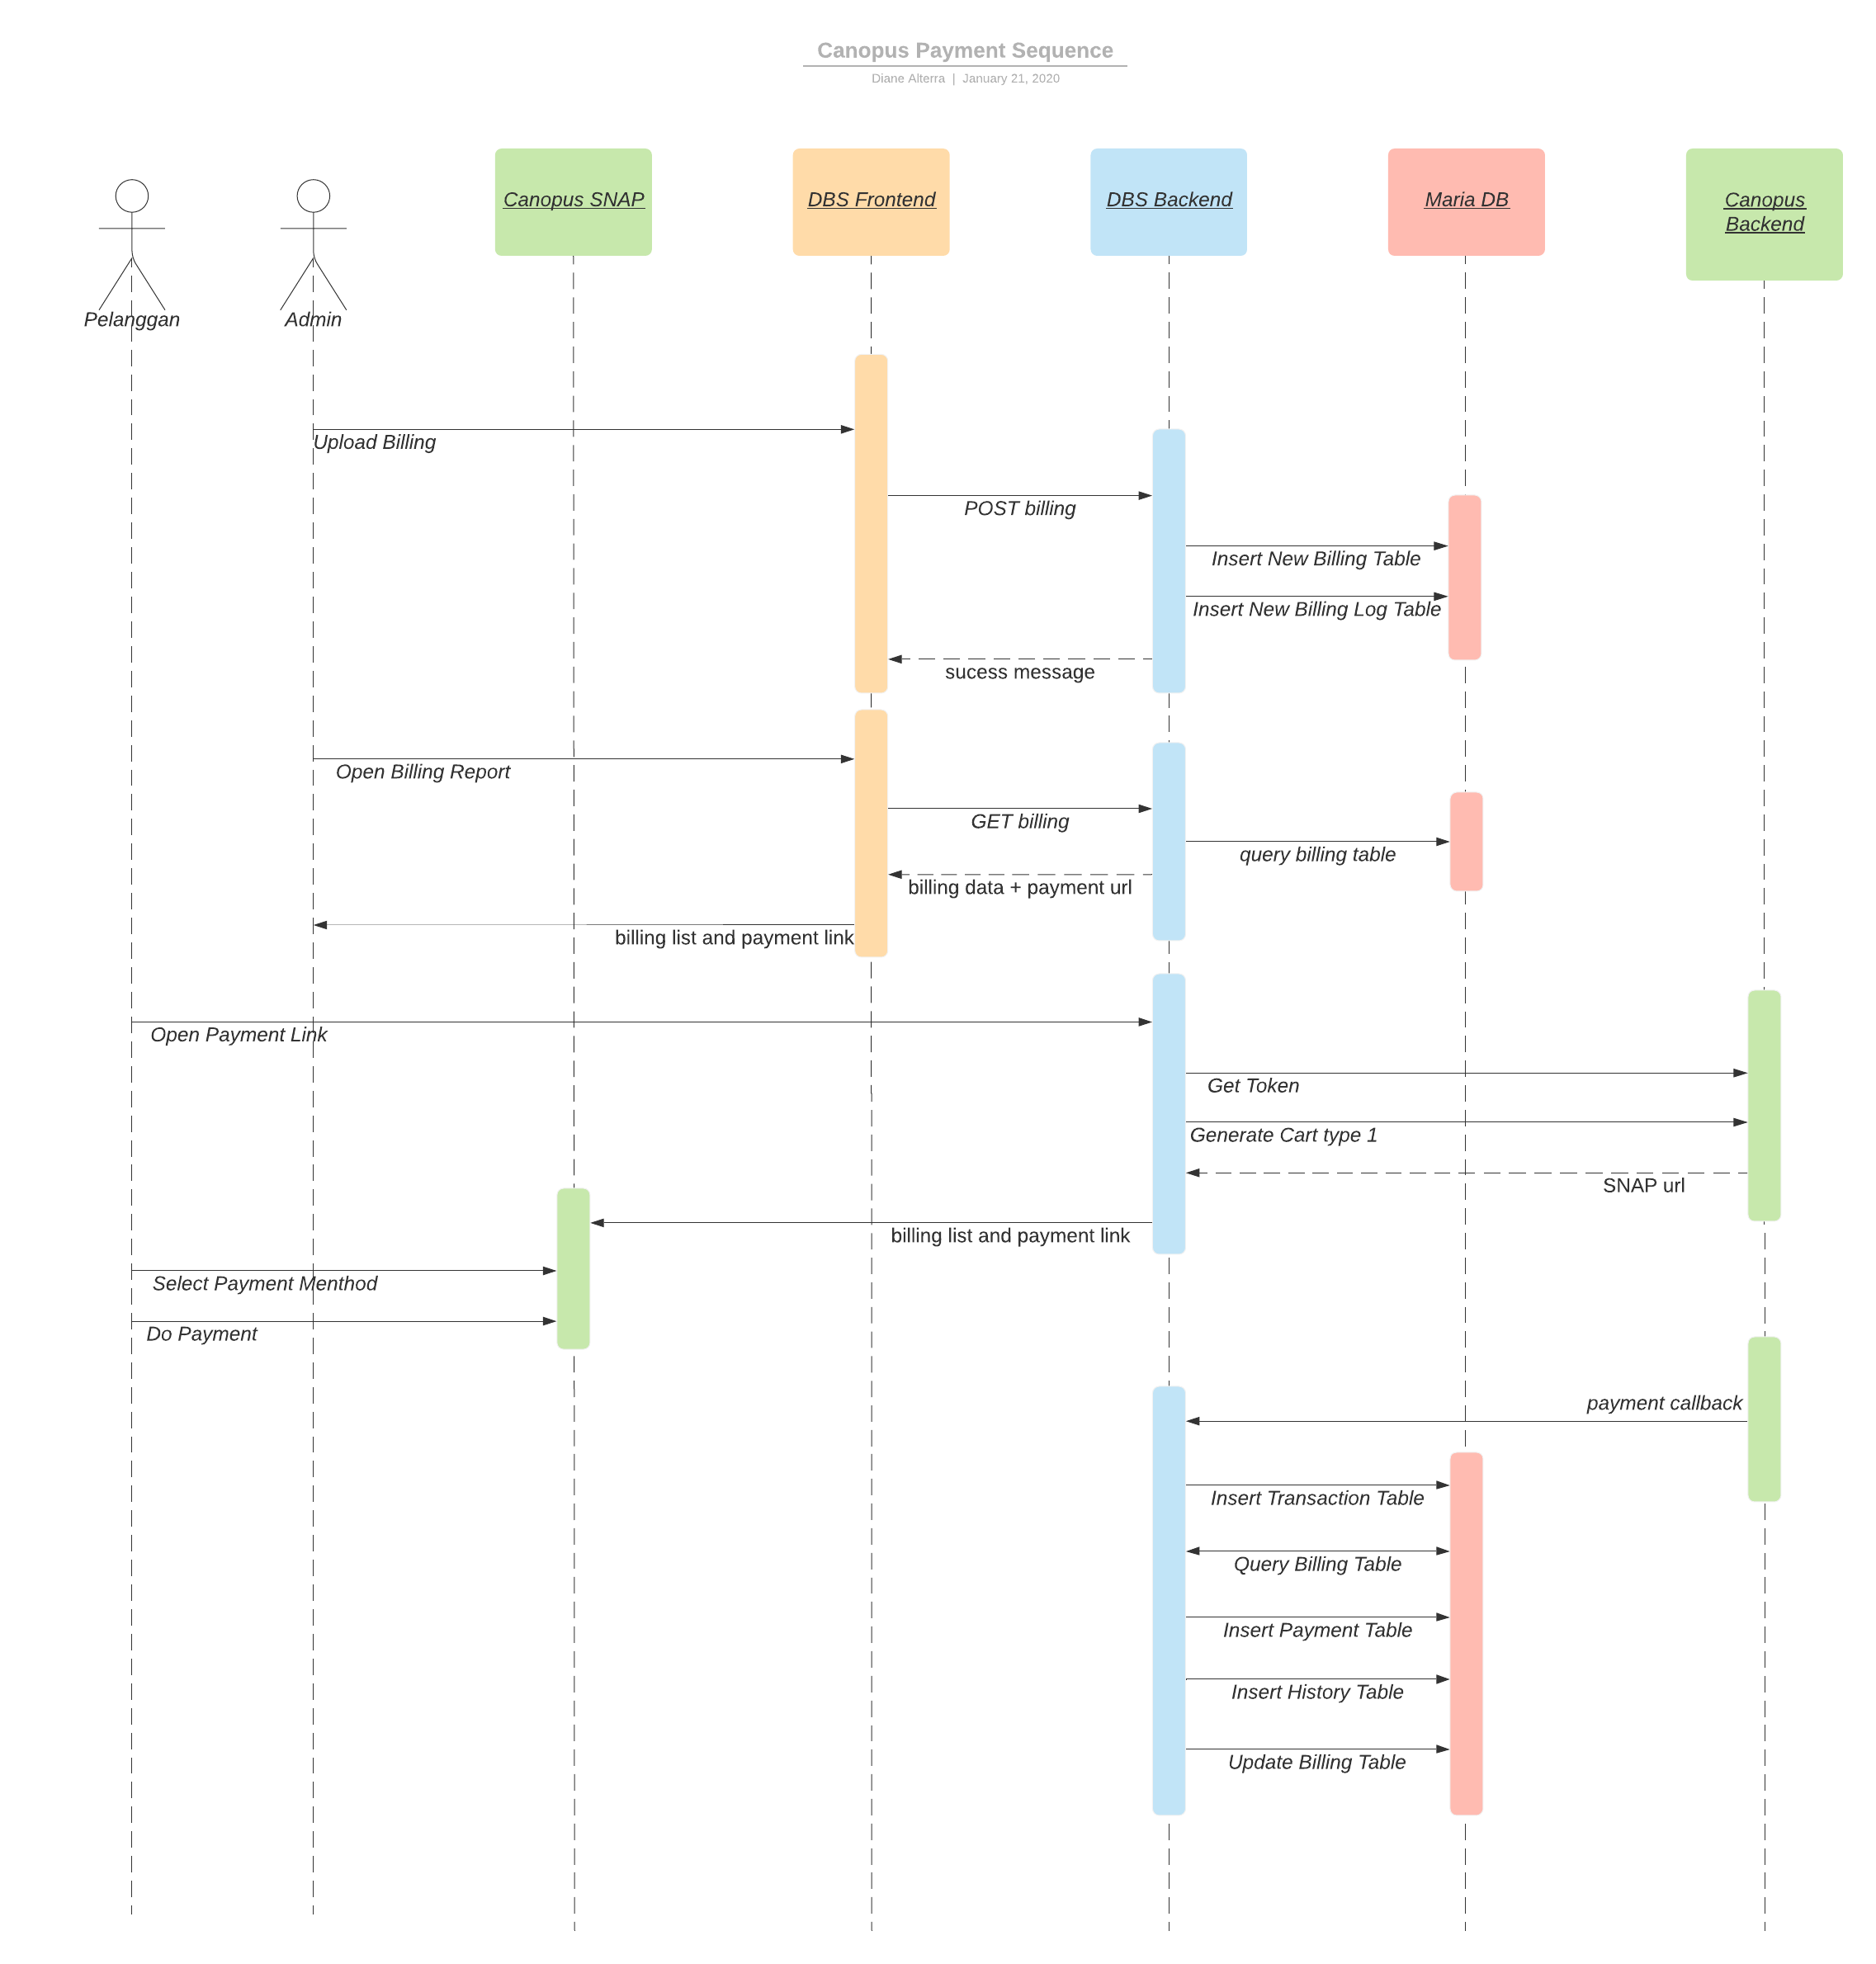 Canopus Payment Sequence
Diane Alterra | January 21, 2020
Canopus SNAP
DBS Frontend
DBS Backend
Maria DB
Canopus
Backend
Pelanggan
Admin
Upload Billing
POST billing
Insert New Billing Table
Insert New Billing Log Table
sucess message
Open Billing Report
GET billing
query billing table
billing data + payment url
billing list and payment link
Open Payment Link
Get Token
Generate Cart type 1
SNAP url
billing list and payment link
Select Payment Menthod
Do Payment
payment callback
Insert Transaction Table
Query Billing Table
Insert Payment Table
Insert History Table
Update Billing Table